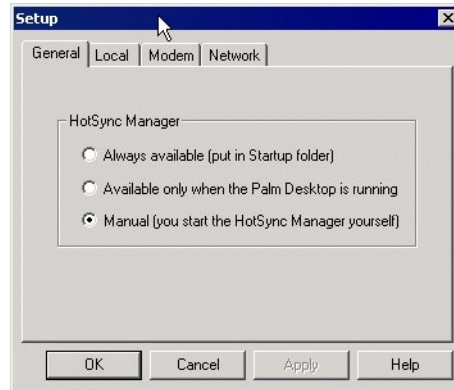 Setup
General Local Modem Network
HotSync Manager
Always available (put in Startup folder)
Available only when the Palm Desktop is running
Manual (you start the HotSync Manager yourself)
OK Cancel Apply Help